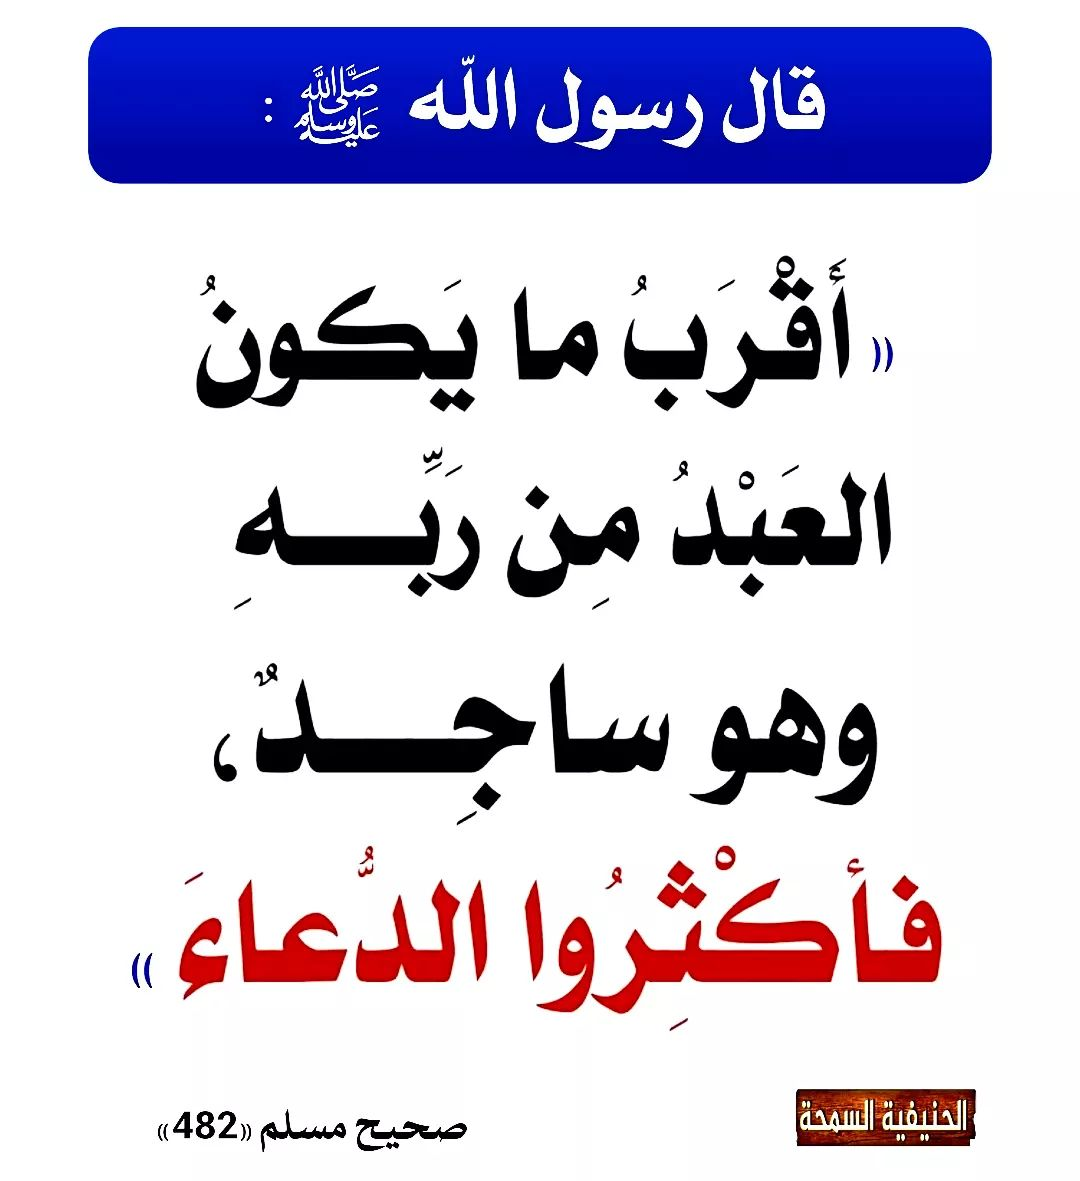 قال رسول الله ﷺ :
(( أَقْرَبُ ما يَكونُ
العَبْدُ مِن رَبِّهِ
وهو ساجِدٌ،
فأكْثِرُوا الدُّعاءَ ))
صحيح مسلم ((482))
الحنيفية السمحة